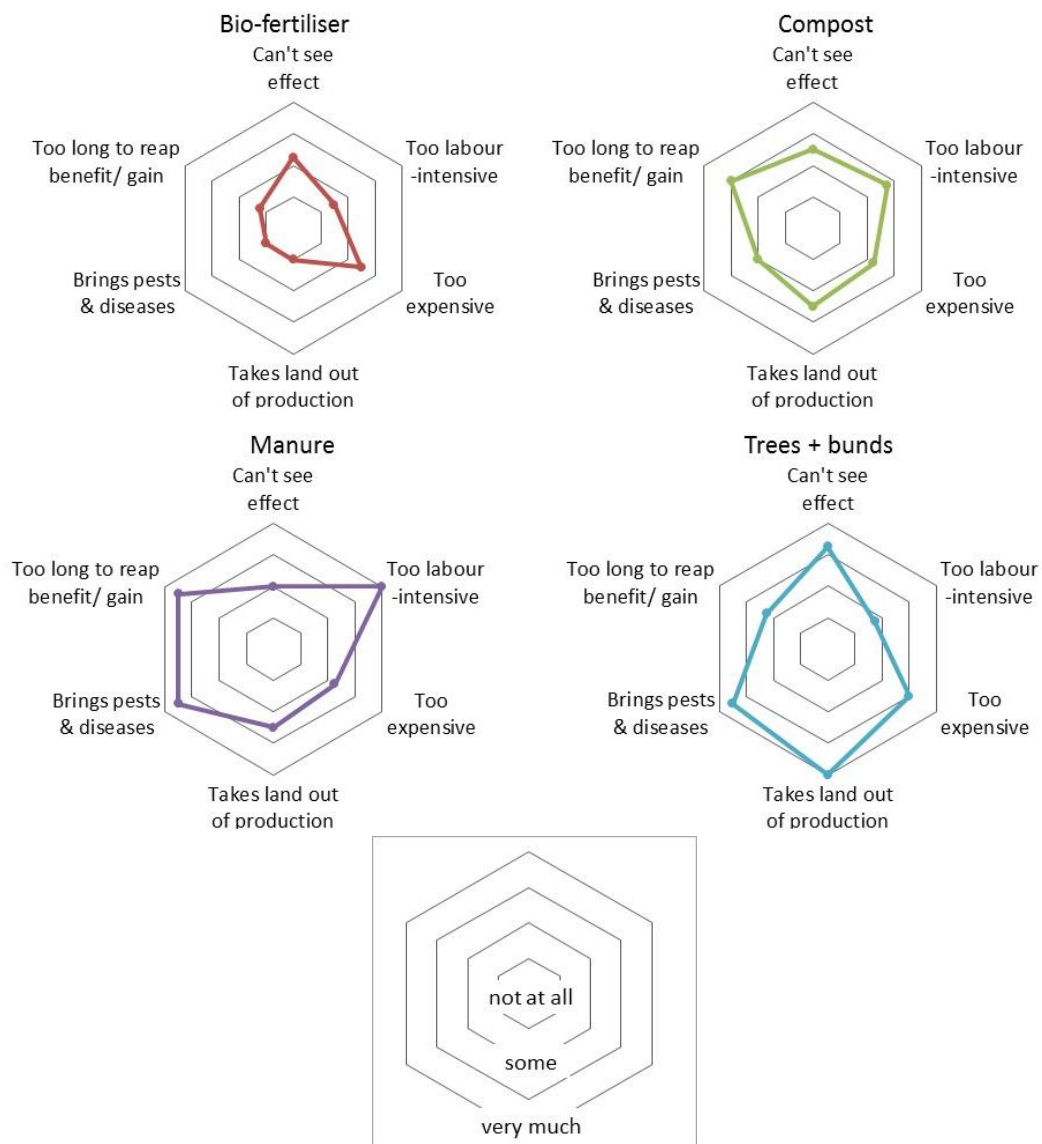 Bio-fertiliser
Can't see
effect
Too long to reap
benefit/ gain
Too labour
-intensive
Brings pests
& diseases
Too
expensive
Takes land out
of production
Compost
Can't see
effect
Too long to reap
benefit/ gain
Too labour
-intensive
Brings pests
& diseases
Too
expensive
Takes land out
of production
Manure
Can't see
effect
Too long to reap
benefit/ gain
Too labour
-intensive
Brings pests
& diseases
Too
expensive
Takes land out
of production
Trees + bunds
Can't see
effect
Too long to reap
benefit/ gain
Too labour
-intensive
Brings pests
& diseases
Too
expensive
Takes land out
of production
not at all
some
very much